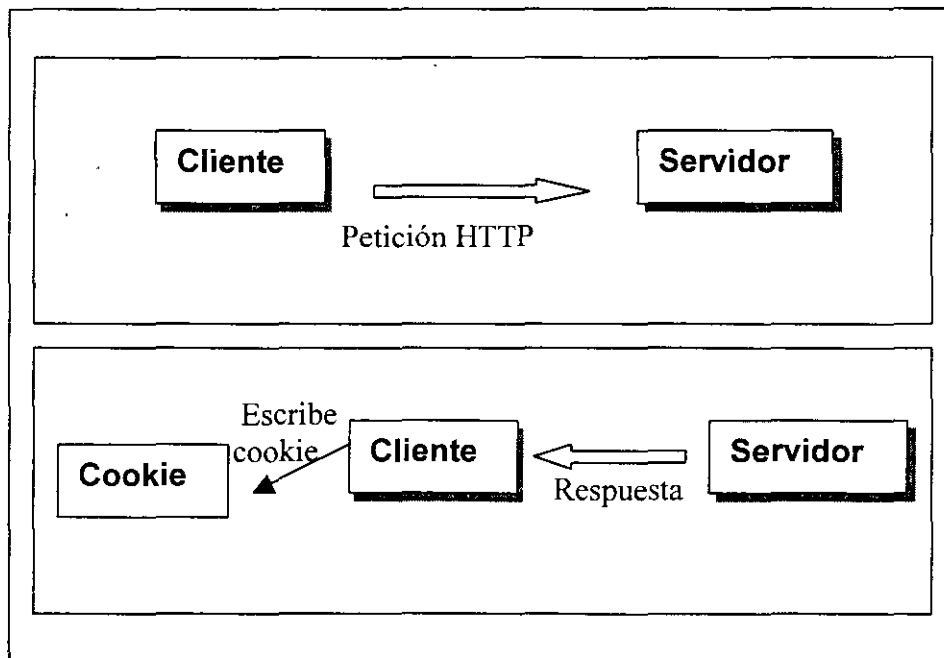 Cliente
Servidor
Petición HTTP
Escribe
cookie
Cookie
Cliente
Servidor
Respuesta